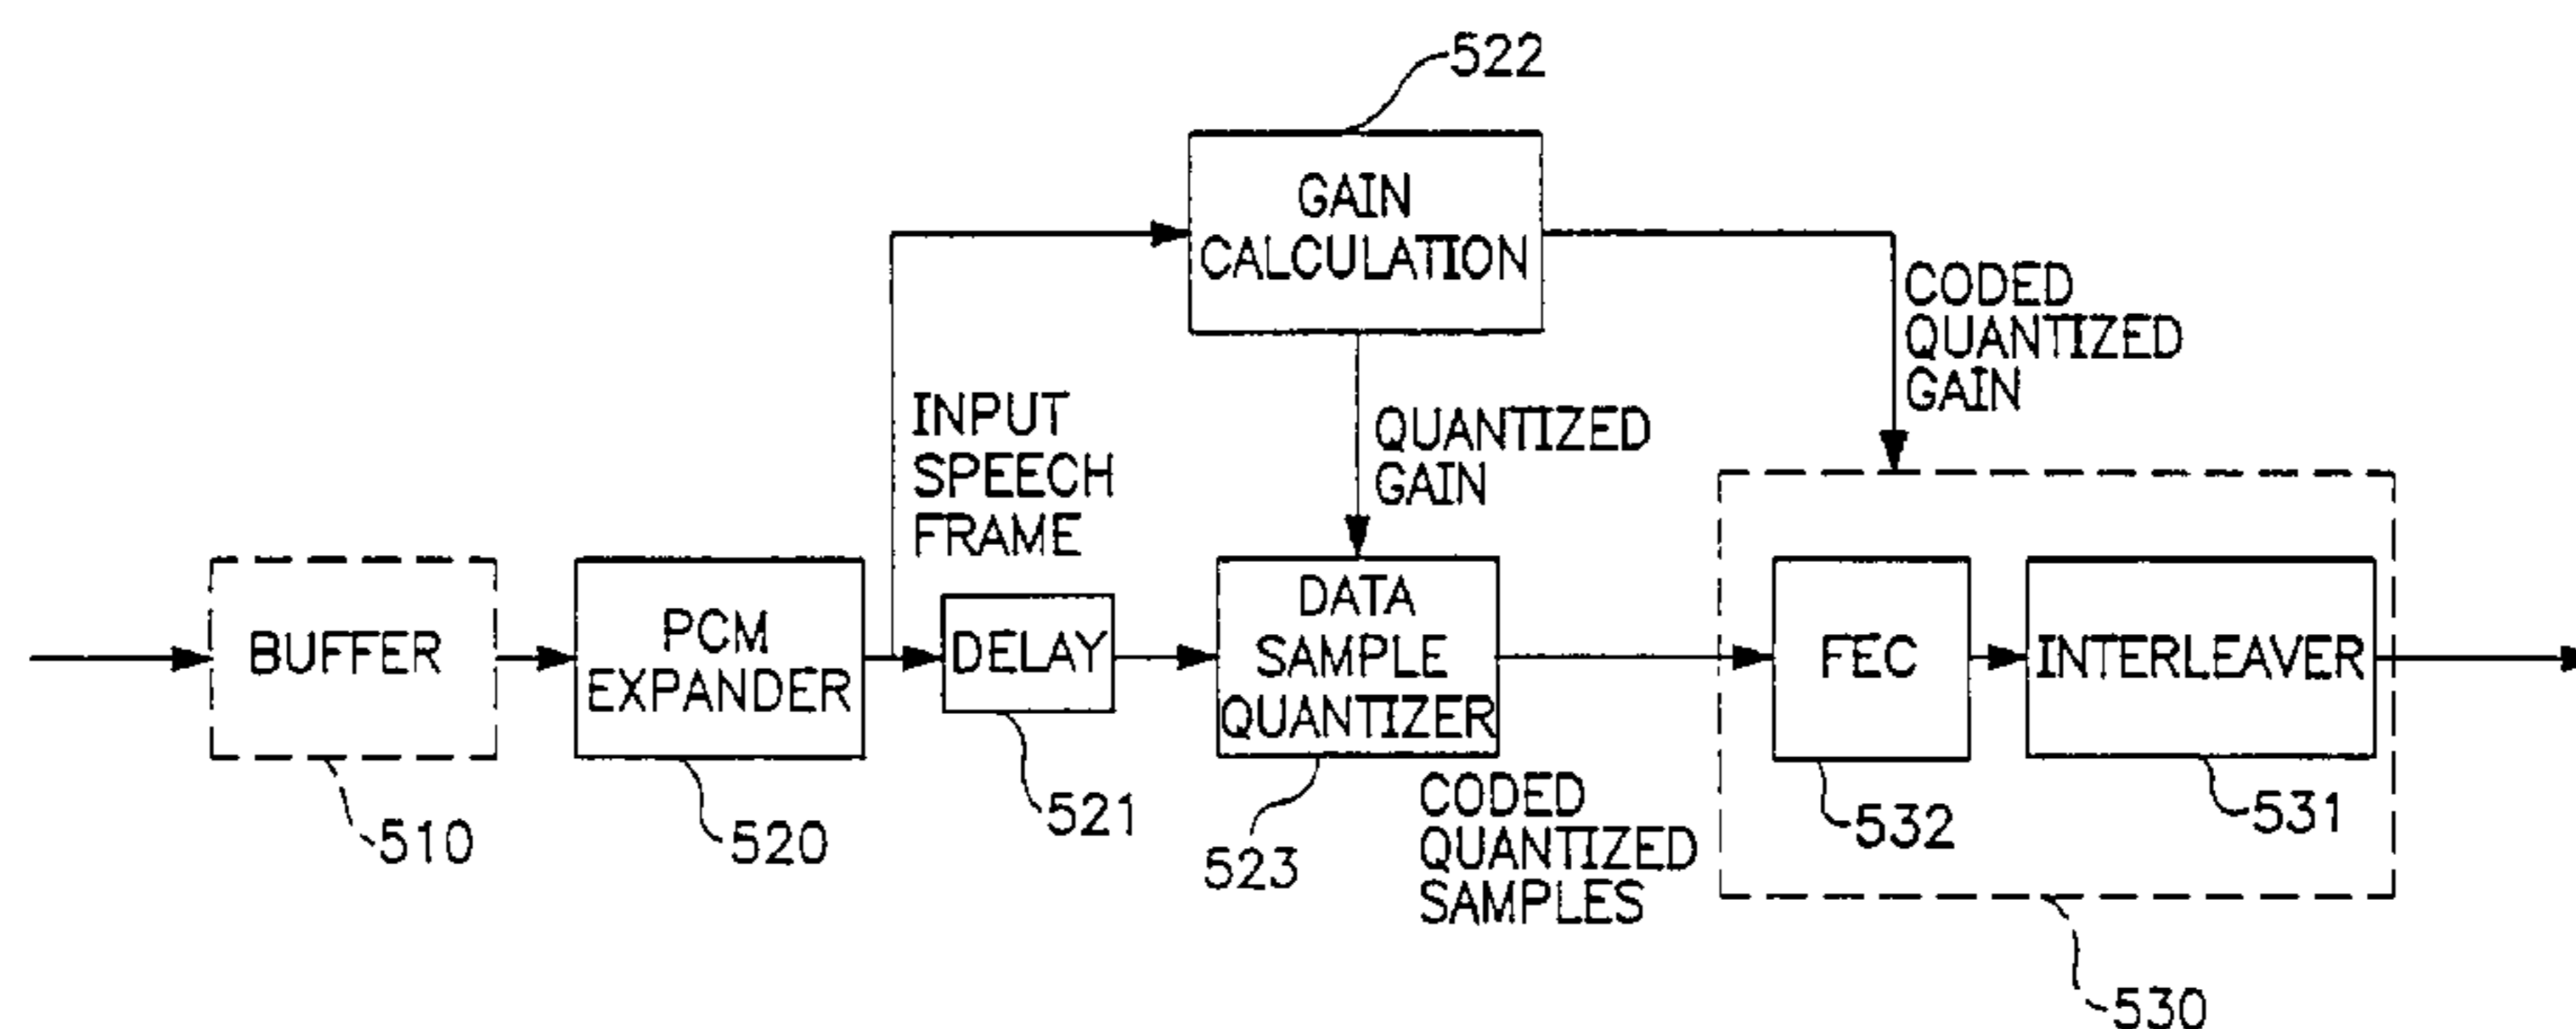 522
GAIN
CALCULATION
CODED
QUANTIZED
GAIN
INPUT
SPEECH
FRAME
QUANTIZED
GAIN
BUFFER
PCM
EXPANDER
DELAY
DATA
SAMPLE
QUANTIZER
FEC
INTERLEAVER
510
520
521
523
CODED
QUANTIZED
SAMPLES
532
531
530